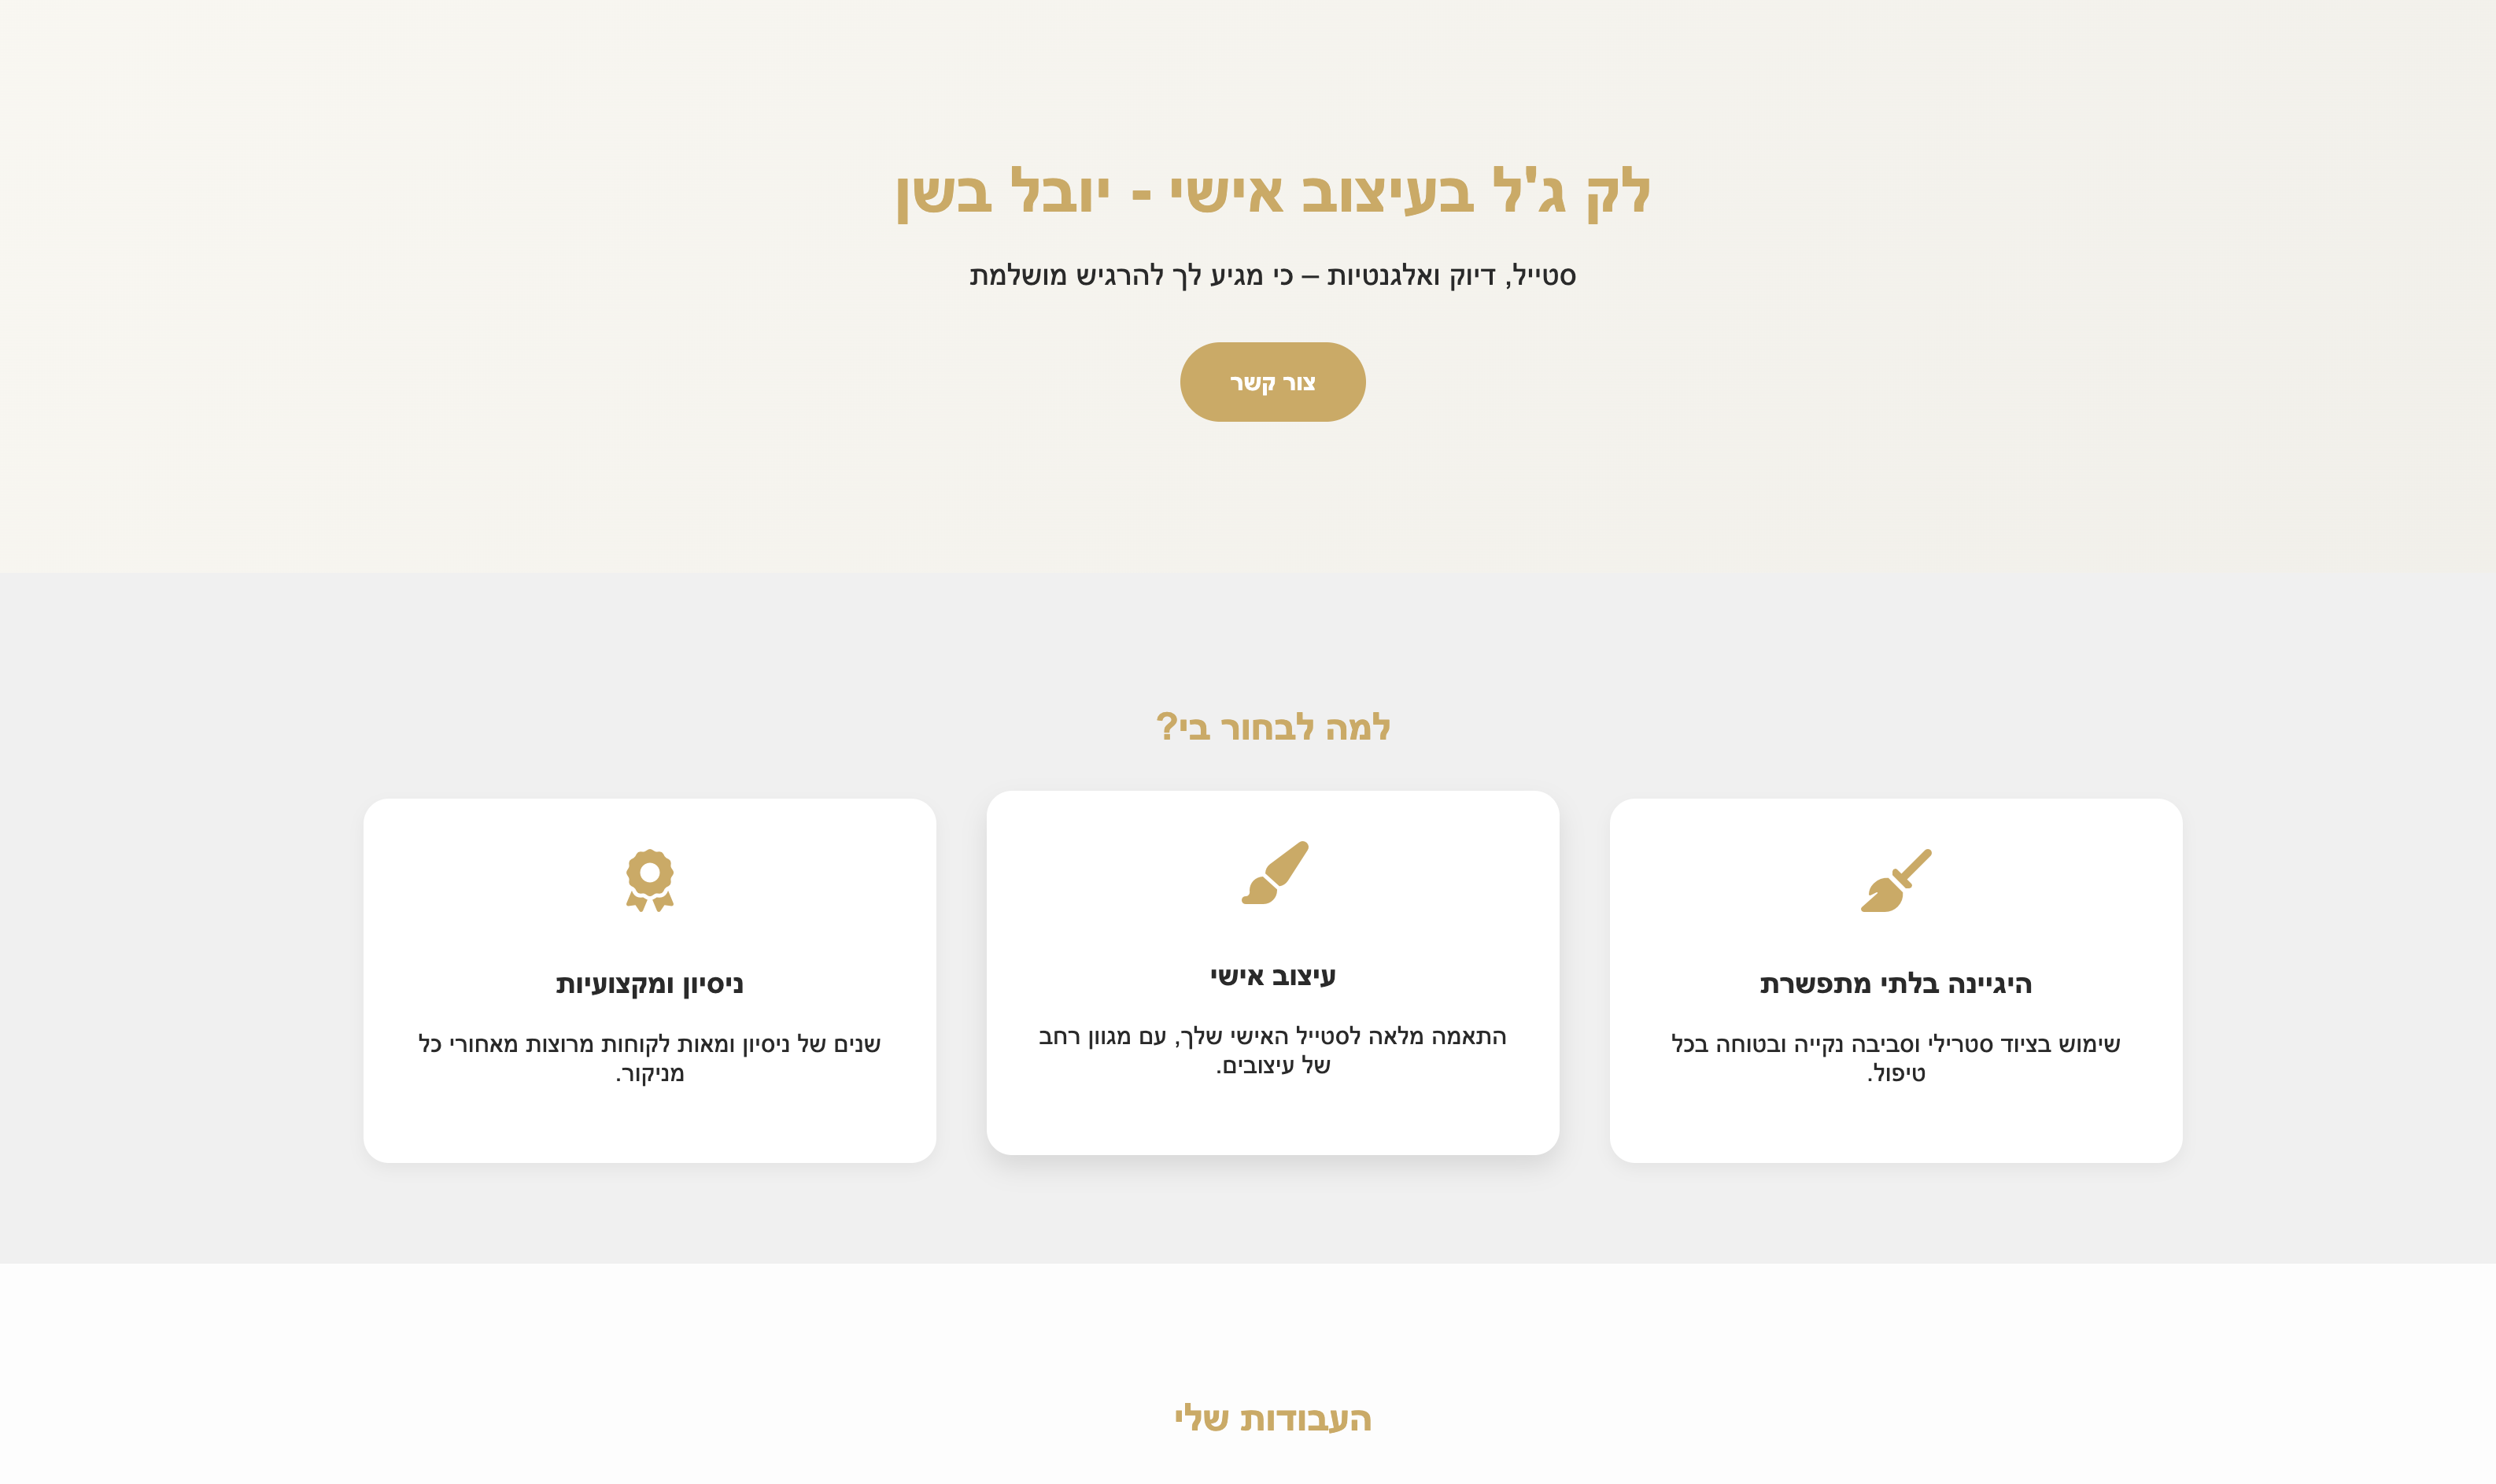 לק ג'ל בעיצוב אישי - יובל בשן
סטייל, דיוק ואלגנטיות – כי מגיע לך להרגיש מושלמת
צור קשר
למה לבחור בי?
היגיינה בלתי מתפשרת
שימוש בציוד סטרילי וסביבה נקייה ובטוחה בכל
טיפול.
עיצוב אישי
התאמה מלאה לסטייל האישי שלך, עם מגוון רחב
של עיצובים.
ניסיון ומקצועיות
שנים של ניסיון ומאות לקוחות מרוצות מאחורי כל
מניקור.
העבודות שלי